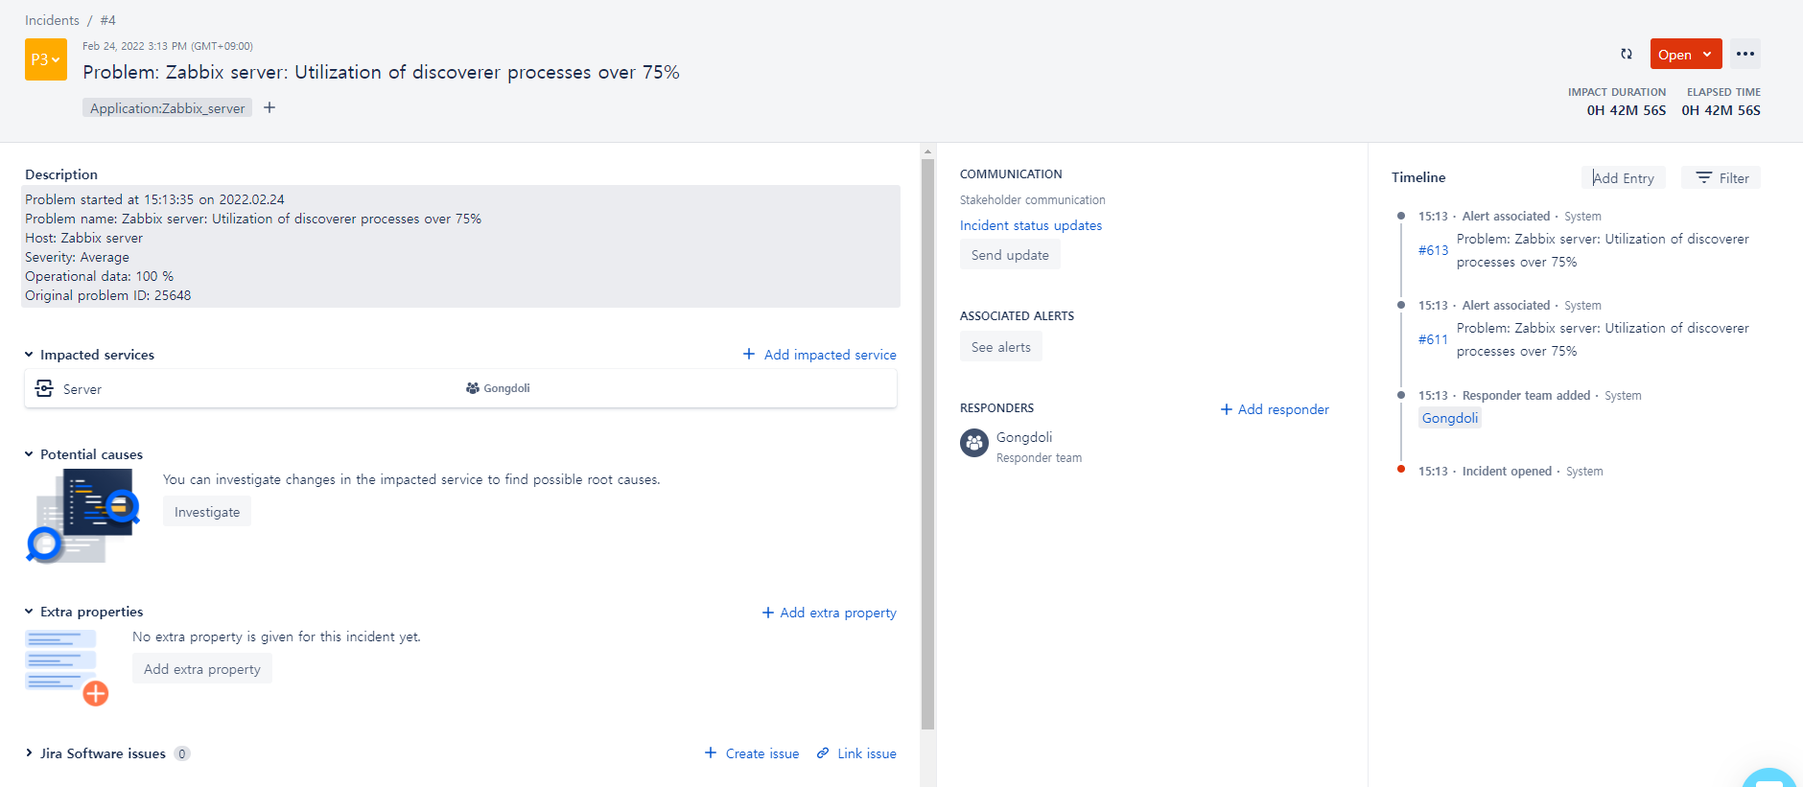 Incidents / #4
P3
Feb 24, 2022 3:13 PM (GMT+09:00)
Problem: Zabbix server: Utilization of discoverer processes over 75%
Application:Zabbix_server +
Open
IMPACT DURATION ELAPSED TIME
0H 42M 56S 0H 42M 56S
Description
Problem started at 15:13:35 on 2022.02.24
Problem name: Zabbix server: Utilization of discoverer processes over 75%
Host: Zabbix server
Severity: Average
Operational data: 100 %
Original problem ID: 25648
Impacted services + Add impacted service
Server Gongdoli
Potential causes
You can investigate changes in the impacted service to find possible root causes.
Investigate
Extra properties + Add extra property
No extra property is given for this incident yet.
Add extra property
Jira Software issues 0 + Create issue Link issue
COMMUNICATION
Stakeholder communication
Incident status updates
Send update
ASSOCIATED ALERTS
See alerts
RESPONDERS + Add responder
Gongdoli
Responder team
Timeline Add Entry Filter
15:13 · Alert associated · System
#613 Problem: Zabbix server: Utilization of discoverer
processes over 75%
15:13 · Alert associated · System
#611 Problem: Zabbix server: Utilization of discoverer
processes over 75%
15:13 · Responder team added · System
Gongdoli
15:13 · Incident opened · System